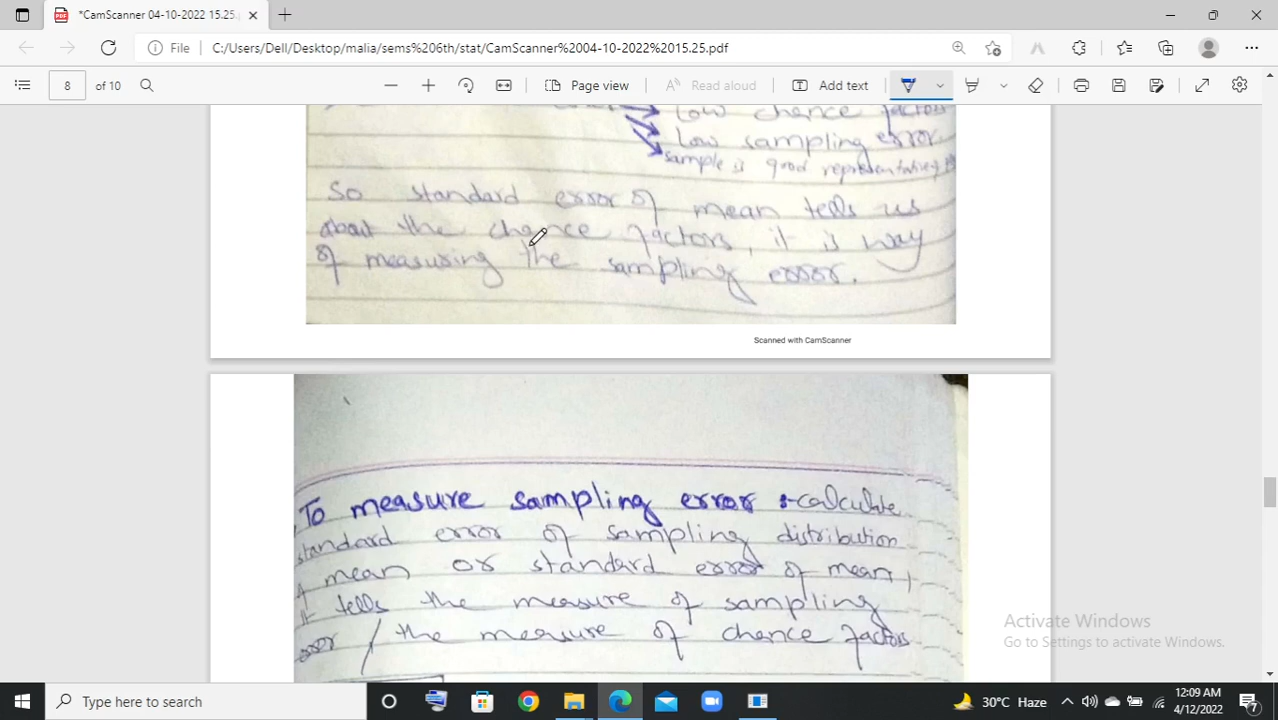 *CamScanner 04-10-2022 15.25.p
File C:/Users/Dell/Desktop/malia/sems%206th/stat/CamScanner%2004-10-2022%2015.25.pdf
8 of 10 Page view Read aloud Add text
Low chance factors
Low sampling error.
sample is good representative
So standard error of mean tells us
about the chance factors, it is way
of measuring the sampling error.
Scanned with CamScanner
To measure sampling error :-calculate
standard error of sampling distribution
of mean or standard error of mean,
it tells the measure of sampling
error / the measure of chance factors
Activate Windows
Go to Settings to activate Windows.
Type here to search
30°C Haze
12:09 AM
4/12/2022
7